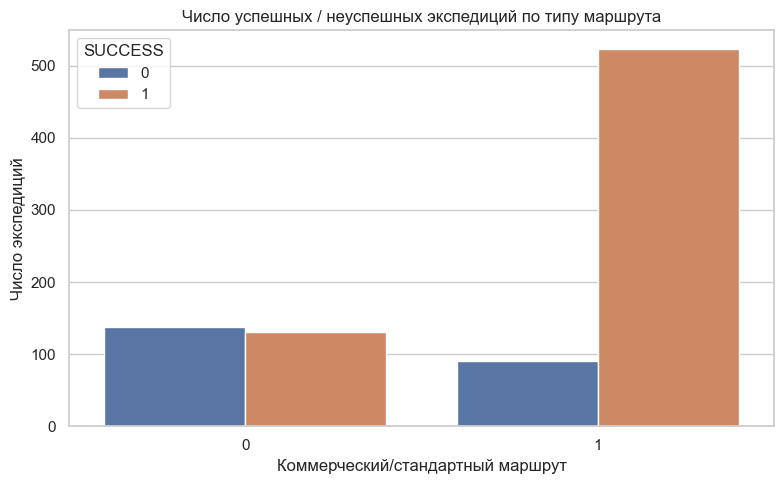 Число успешных / неуспешных экспедиций по типу маршрута
SUCCESS
0
1
Число экспедиций
500
400
300
200
100
0
0 1
Коммерческий/стандартный маршрут